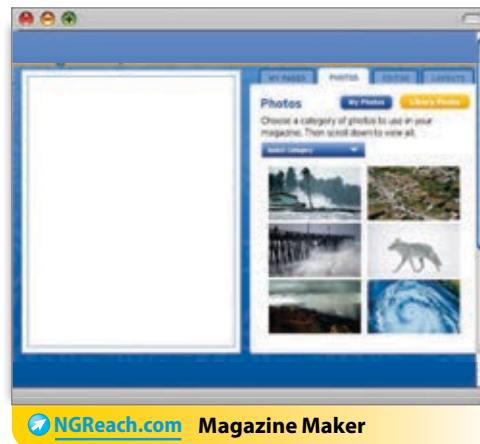 MY PAGES PHOTOS EDITOR LAYOUTS
Photos
My Photos Library Photos
Choose a category of photos to use in your
magazine. Then scroll down to view all.
Select Category
NGReach.com Magazine Maker